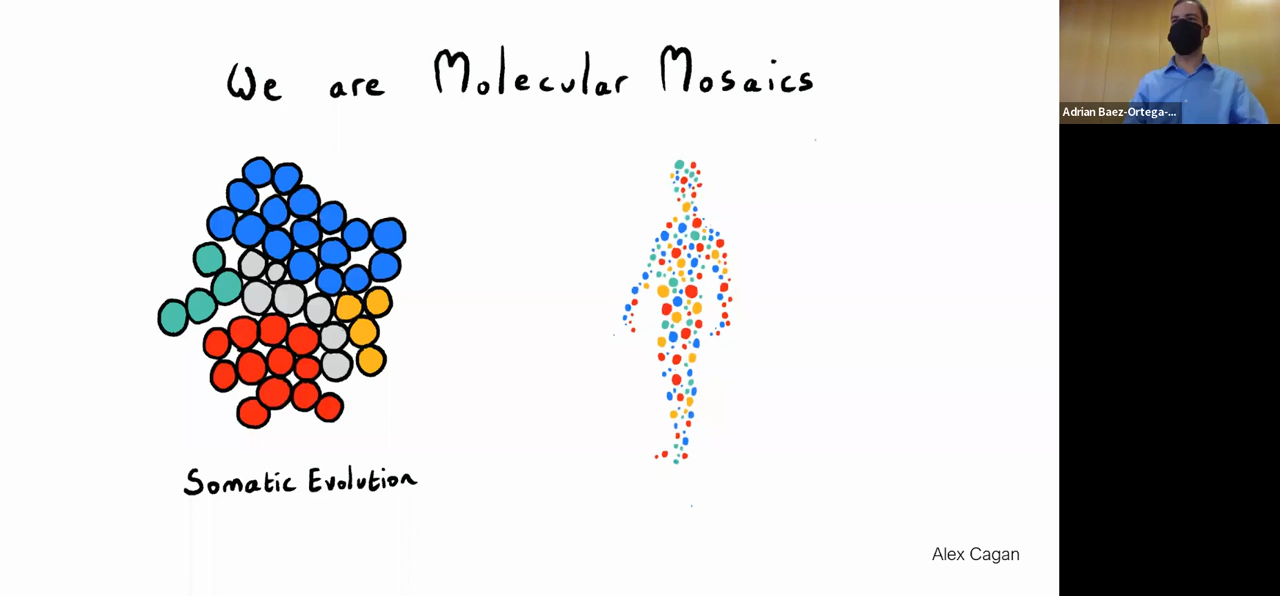 We are Molecular Mosaics
Adrian Baez-Ortega-...
Somatic Evolution
Alex Cagan